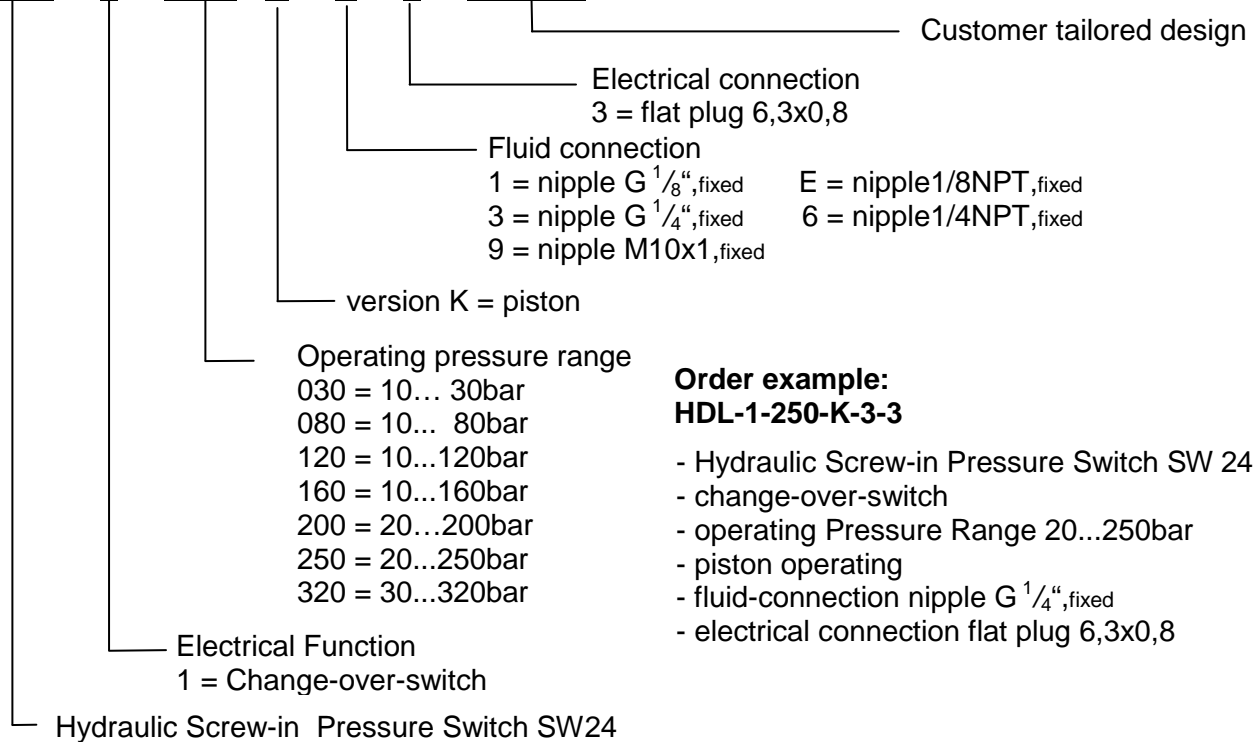 Customer tailored design
Electrical connection
3 = flat plug 6,3x0,8
Fluid connection
1 = nipple G 1/8“,fixed E = nipple1/8NPT,fixed
3 = nipple G 1/4“,fixed 6 = nipple1/4NPT,fixed
9 = nipple M10x1,fixed
version K = piston
Operating pressure range
030 = 10… 30bar
080 = 10... 80bar
120 = 10...120bar
160 = 10...160bar
200 = 20…200bar
250 = 20...250bar
320 = 30...320bar
Order example:
HDL-1-250-K-3-3
- Hydraulic Screw-in Pressure Switch SW 24
- change-over-switch
- operating Pressure Range 20...250bar
- piston operating
- fluid-connection nipple G 1/4“,fixed
- electrical connection flat plug 6,3x0,8
Electrical Function
1 = Change-over-switch
Hydraulic Screw-in Pressure Switch SW24